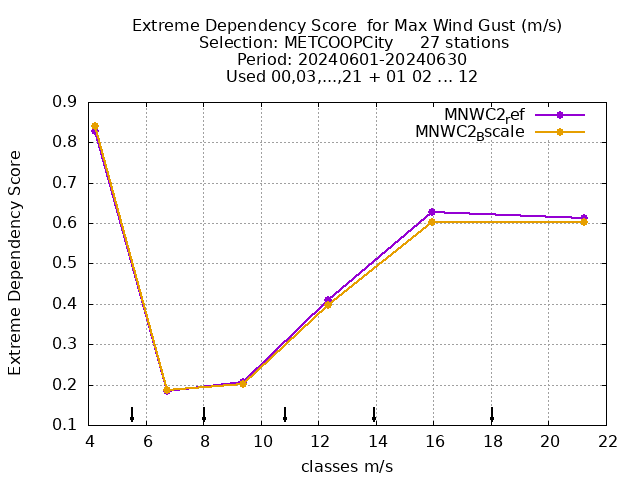 Extreme Dependency Score  for Max Wind Gust (m/s)
Selection: METCOOPCity     27 stations
Period: 20240601-20240630
Used 00,03,...,21 + 01 02 ... 12
MNWC2ref
MNWC2Bscale
Extreme Dependency Score
0.9
0.8
0.7
0.6
0.5
0.4
0.3
0.2
0.1
4 6 8 10 12 14 16 18 20 22
classes m/s